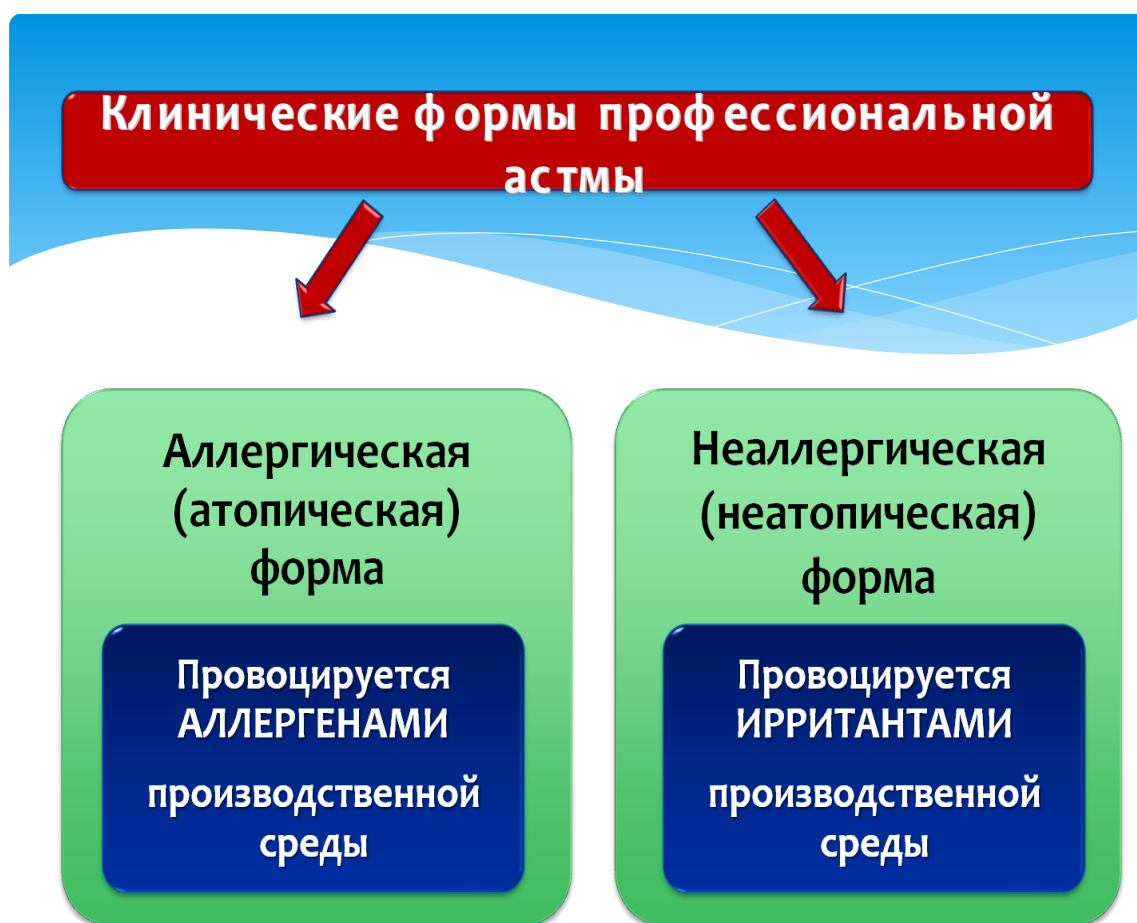 Клинические формы профессиональной
астмы
Аллергическая
(атопическая)
форма
Провоцируется
АЛЛЕРГЕНАМИ
производственной
среды
Неаллергическая
(неатопическая)
форма
Провоцируется
ИРРИТАНТАМИ
производственной
среды